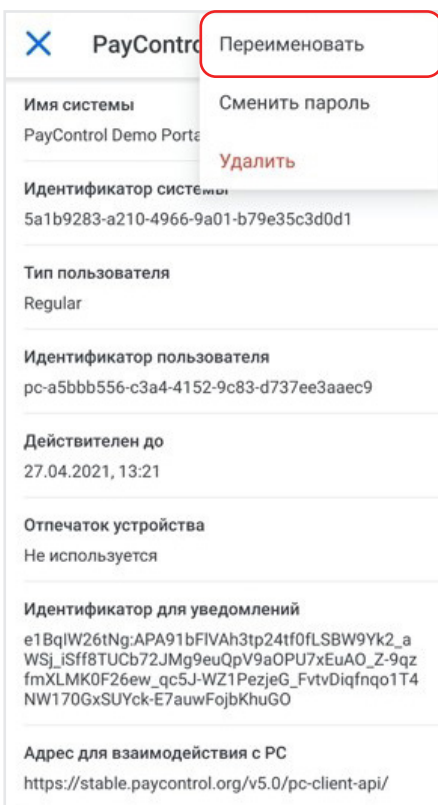 PayContro
Переименовать
Сменить пароль
Удалить
Имя системы
PayControl Demo Porta
Идентификатор системы
5a1b9283-a210-4966-9a01-b79e35c3d0d1
Тип пользователя
Regular
Идентификатор пользователя
pc-a5bbb556-c3a4-4152-9c83-d737ee3aaec9
Действителен до
27.04.2021, 13:21
Отпечаток устройства
Не используется
Идентификатор для уведомлений
e1BqIW26tNg:APA91bFlVAh3tp24tf0fLSBW9Yk2_a
WSj_iSff8TUCb72JMg9euQpV9aOPU7xEuAO_Z-9qz
fmXLMK0F26ew_qc5J-WZ1PezjeG_FvtvDiqfnqo1T4
NW170GxSUYck-E7auwFojbKhuGO
Адрес для взаимодействия с PC
https://stable.paycontrol.org/v5.0/pc-client-api/